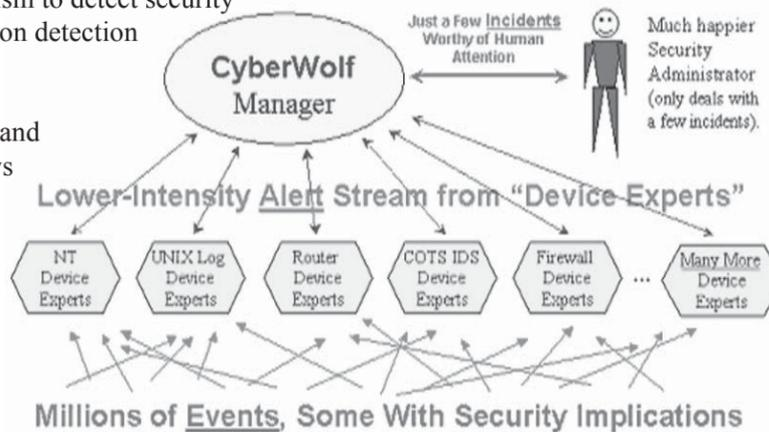 ism to detect security
on detection
and
s
CyberWolf
Manager
Just a Few Incidents
Worthy of Human
Attention
Much happier
Security
Administrator
(only deals with
a few incidents).
Lower-Intensity Alert Stream from “Device Experts”
NT
Device
Experts
UNIX Log
Device
Experts
Router
Device
Experts
COTS IDS
Device
Experts
Firewall
Device
Experts
...
Many More
Device
Experts
Millions of Events, Some With Security Implications